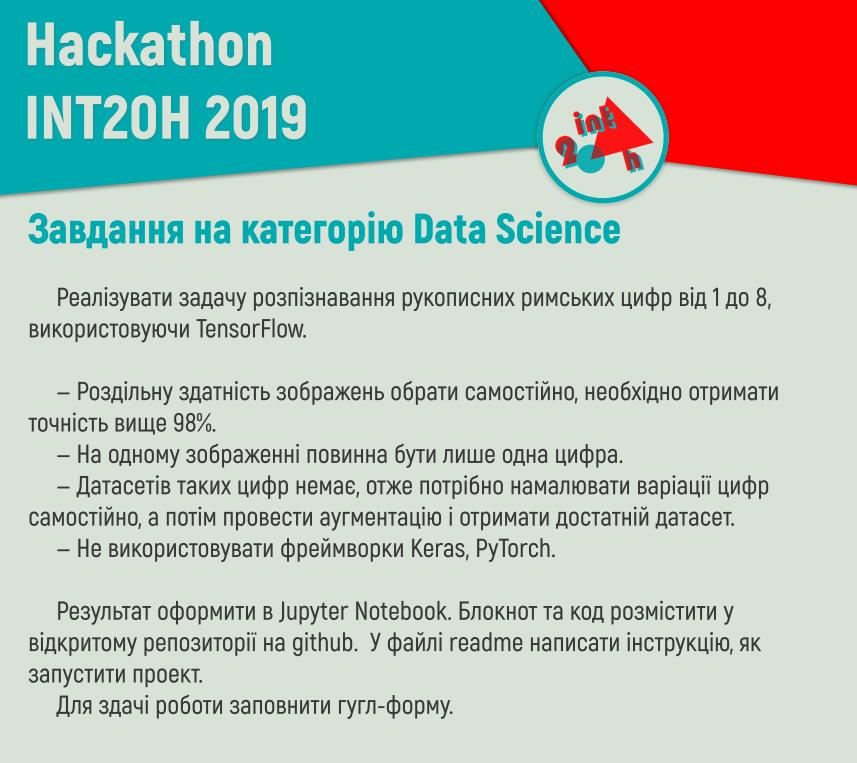 Hackathon
INT20H 2019
int
20h
Завдання на категорію Data Science
Реалізувати задачу розпізнавання рукописних римських цифр від 1 до 8,
використовуючи TensorFlow.
– Роздільну здатність зображень обрати самостійно, необхідно отримати
точність вище 98%.
– На одному зображенні повинна бути лише одна цифра.
– Датасетів таких цифр немає, отже потрібно намалювати варіації цифр
самостійно, а потім провести аугментацію і отримати достатній датасет.
– Не використовувати фреймворки Keras, PyTorch.
Результат оформити в Jupyter Notebook. Блокнот та код розмістити у
відкритому репозиторії на github. У файлі readme написати інструкцію, як
запустити проект.
Для здачі роботи заповнити гугл-форму.